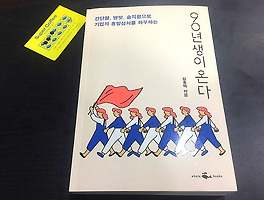 간단함, 병맛, 솔직함으로
기업의 흥망성쇠를 좌우하는
90년생이 온다
임홍택 지음
whale books